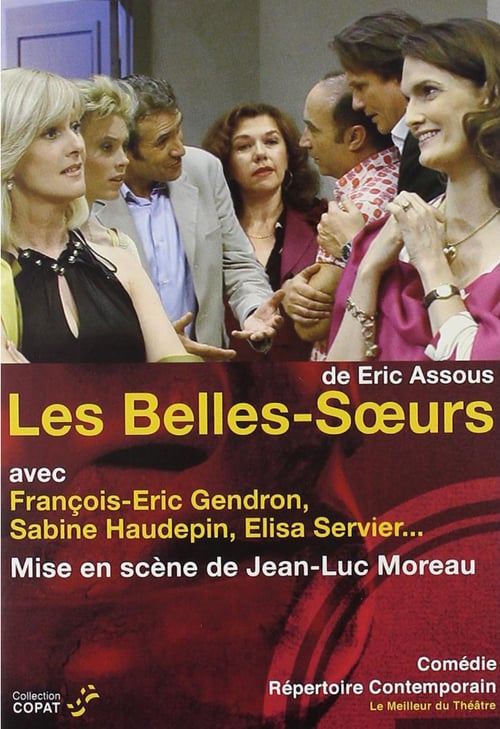 de Eric Assous
Les Belles-Sœurs
avec
François-Eric Gendron,
Sabine Haudepin, Elisa Servier...
Mise en scène de Jean-Luc Moreau
Comédie
Répertoire Contemporain
Le Meilleur du Théâtre
Collection
COPAT